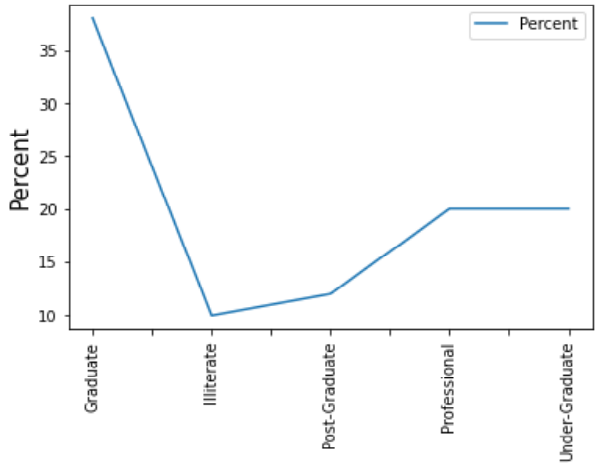 Percent
35
30
25
20
15
10
Percent
Graduate
Illiterate
Post-Graduate
Professional
Under-Graduate